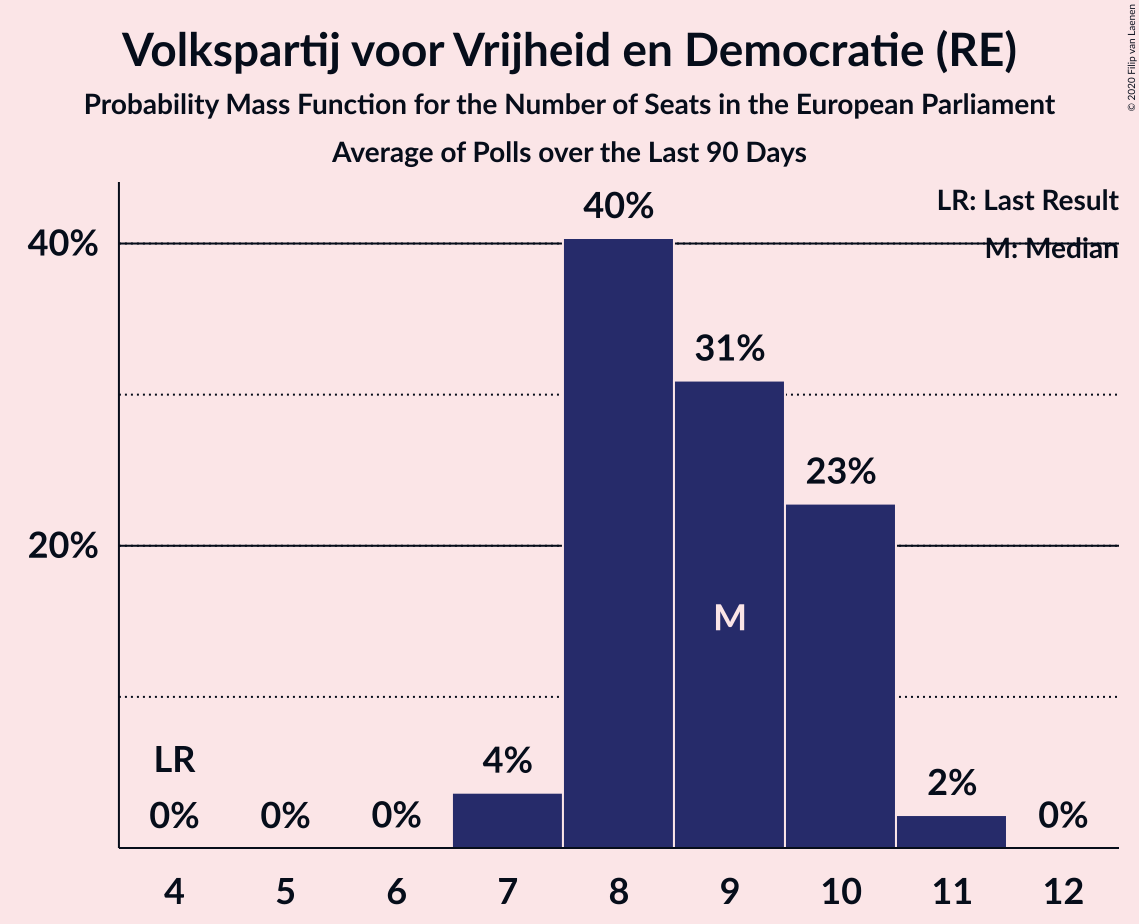 Volkspartij voor Vrijheid en Democratie (RE)
Probability Mass Function for the Number of Seats in the European Parliament
Average of Polls over the Last 90 Days
© 2020 Filip van Laenen
LR: Last Result
M: Median
40%
20%
LR
0%
0%
0%
4%
40%
31%
23%
2%
0%
M
4 5 6 7 8 9 10 11 12